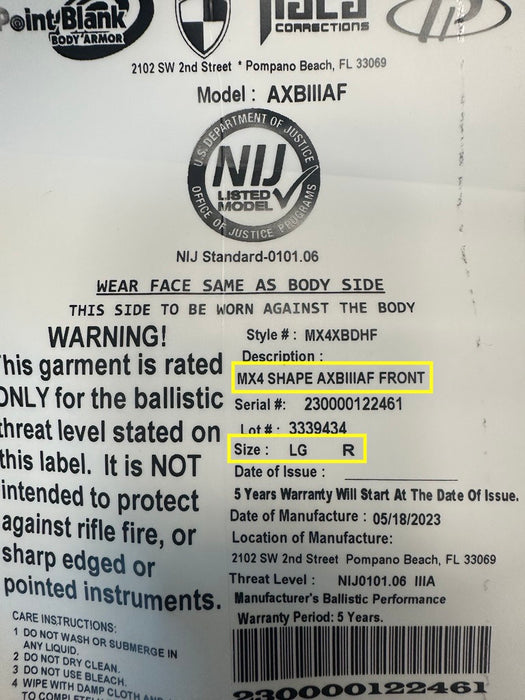 Point Blank
BODY ARMOR
CORRECTIONS
2102 SW 2nd Street * Pompano Beach, FL 33069
Model : AXBIIIAF
U.S. DEPARTMENT OF JUSTICE
NIJ
LISTED
MODEL
OFFICE OF JUSTICE PROGRAMS
NIJ Standard-0101.06
WEAR FACE SAME AS BODY SIDE
THIS SIDE TO BE WORN AGAINST THE BODY
WARNING!
his garment is rated
ONLY for the ballistic
threat level stated on
this label. It is NOT
intended to protect
against rifle fire, or
sharp edged or
pointed instruments.
CARE INSTRUCTIONS:
1 DO NOT WASH OR SUBMERGE IN
ANY LIQUID.
2 DO NOT DRY CLEAN.
3 DO NOT USE BLEACH.
4 WIPE WITH DAMP CLOTH AND
TO COMPLETELY
Style # : MX4XBDHF
Description :
MX4 SHAPE AXBIIIAF FRONT
Serial #: 230000122461
Lot # : 3339434
Size : LG R
Date of Issue :
5 Years Warranty Will Start At The Date Of Issue.
Date of Manufacture : 05/18/2023
Location of Manufacture:
2102 SW 2nd Street Pompano Beach, FL 33069
Threat Level : NIJ0101.06 IIIA
Manufacturer's Ballistic Performance
Warranty Period: 5 Years.
230000122461